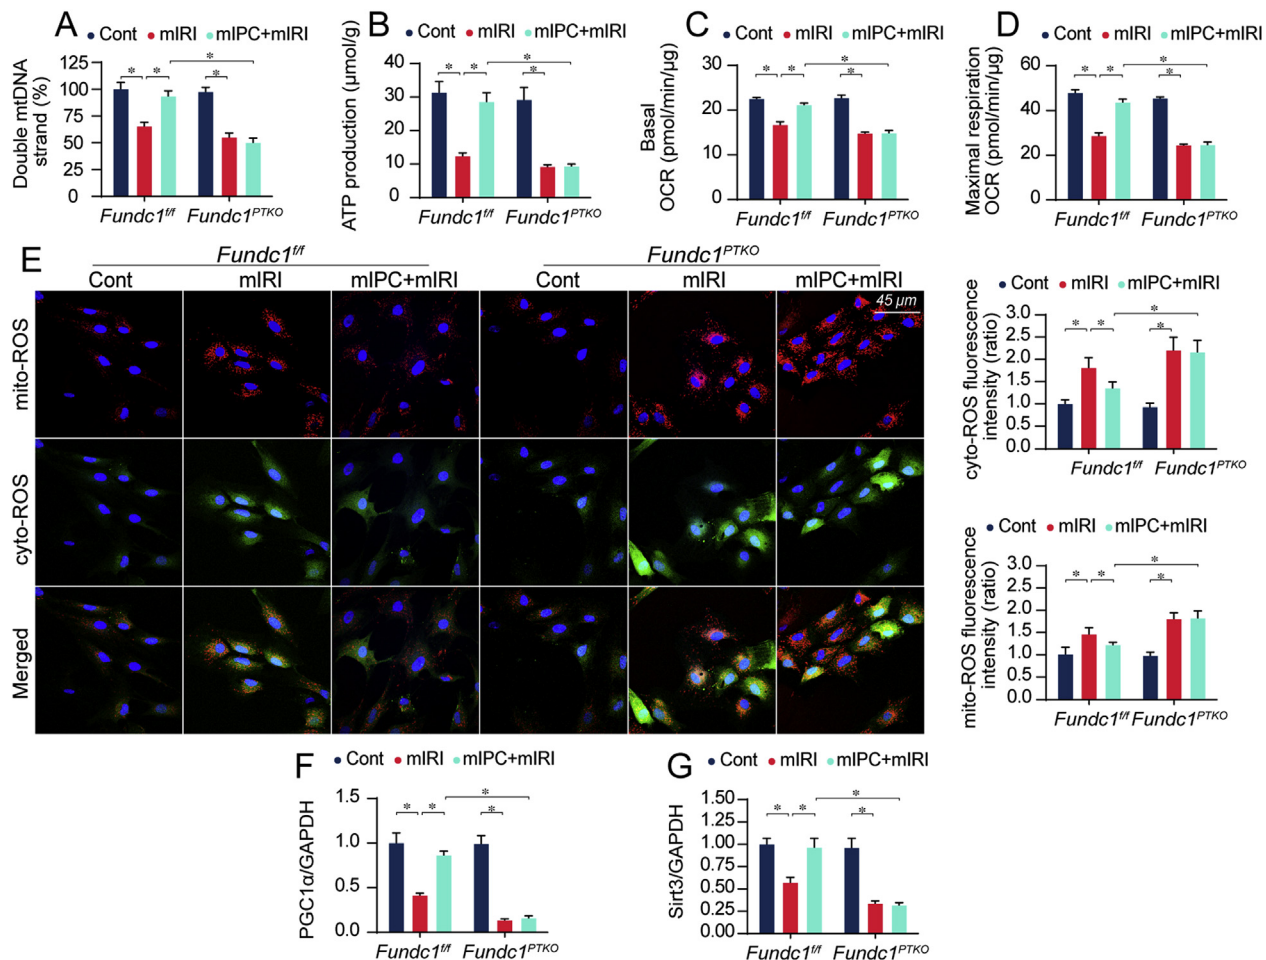 A
Cont mIRI mIPC+mIRI
Double mtDNA
strand (%)
125
100
75
50
25
0
* * * *
Fundc1f/f Fundc1PTKO
B
Cont mIRI mIPC+mIRI
ATP production (μmol/g)
40
30
20
10
0
* * * *
Fundc1f/f Fundc1PTKO
C
Cont mIRI mIPC+mIRI
Basal
OCR (pmol/min/μg)
30
20
10
0
* * * *
Fundc1f/f Fundc1PTKO
D
Cont mIRI mIPC+mIRI
Maximal respiration
OCR (pmol/min/μg)
60
40
20
0
* * * *
Fundc1f/f Fundc1PTKO
E
Fundc1f/f Fundc1PTKO
Cont mIRI mIPC+mIRI Cont mIRI mIPC+mIRI
45 μm
mito-ROS
cyto-ROS
Merged
Cont mIRI mIPC+mIRI
cyto-ROS fluorescence
intensity (ratio)
3.0
2.5
2.0
1.5
1.0
0.5
0.0
* * * *
Fundc1f/f Fundc1PTKO
Cont mIRI mIPC+mIRI
mito-ROS fluorescence
intensity (ratio)
3.0
2.5
2.0
1.5
1.0
0.5
0.0
* * * *
Fundc1f/f Fundc1PTKO
F
Cont mIRI mIPC+mIRI
PGC1α/GAPDH
1.5
1.0
0.5
0.0
* * * *
Fundc1f/f Fundc1PTKO
G
Cont mIRI mIPC+mIRI
Sirt3/GAPDH
1.50
1.25
1.00
0.75
0.50
0.25
0.00
* * * *
Fundc1f/f Fundc1PTKO